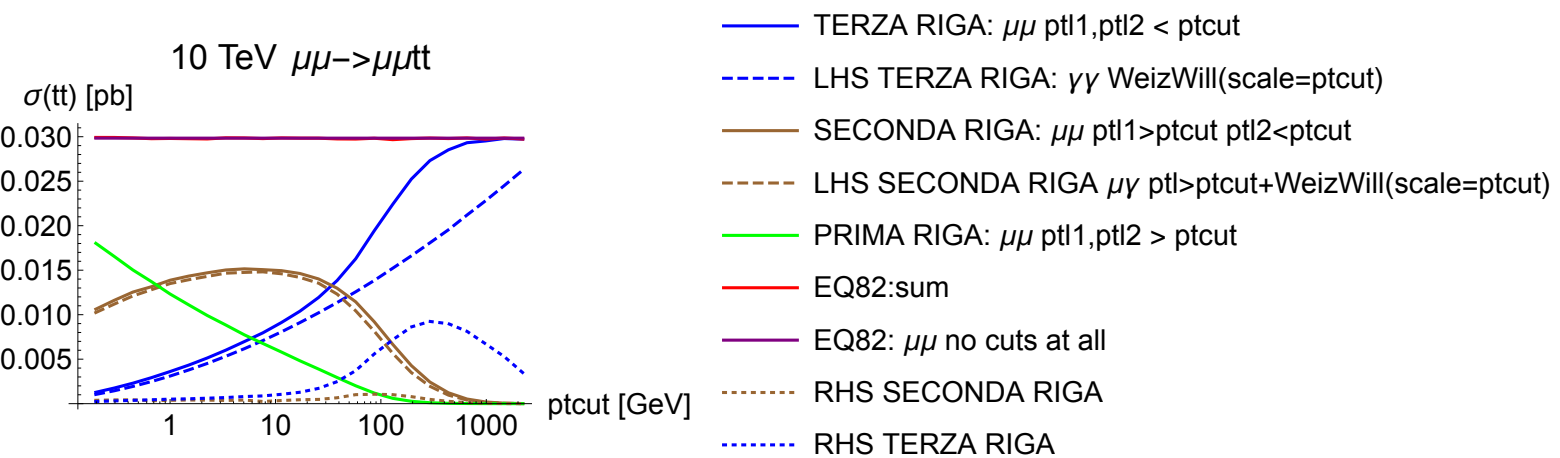 10 TeV μμ−>μμtt
σ(tt) [pb]
0.030
0.025
0.020
0.015
0.010
0.005
1 10 100 1000
ptcut [GeV]
TERZA RIGA: μμ ptl1,ptl2 < ptcut
LHS TERZA RIGA: γγ WeizWill(scale=ptcut)
SECONDA RIGA: μμ ptl1>ptcut ptl2<ptcut
LHS SECONDA RIGA μγ ptl>ptcut+WeizWill(scale=ptcut)
PRIMA RIGA: μμ ptl1,ptl2 > ptcut
EQ82:sum
EQ82: μμ no cuts at all
RHS SECONDA RIGA
RHS TERZA RIGA